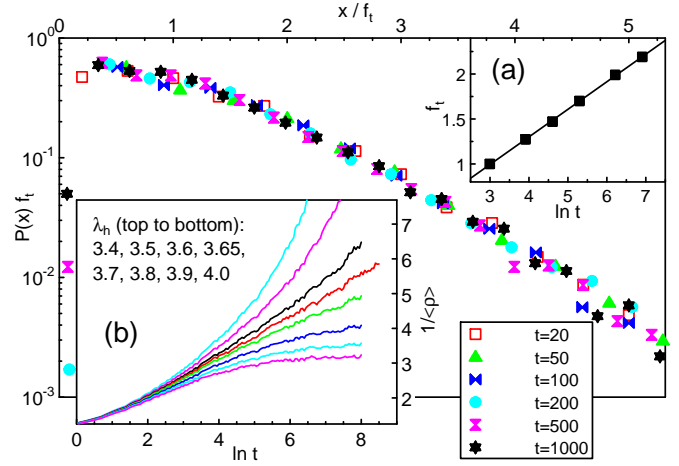 x / f_t
0 1 2 3 4 5
10^0
10^-1
10^-2
10^-3
P(x) f_t
(a)
f_t
2
1.5
1
3 4 5 6 7
ln t
λ_h (top to bottom):
3.4, 3.5, 3.6, 3.65,
3.7, 3.8, 3.9, 4.0
(b)
7
6
5
4
3
2
1/<ρ>
0 2 4 6 8
ln t
t=20
t=50
t=100
t=200
t=500
t=1000